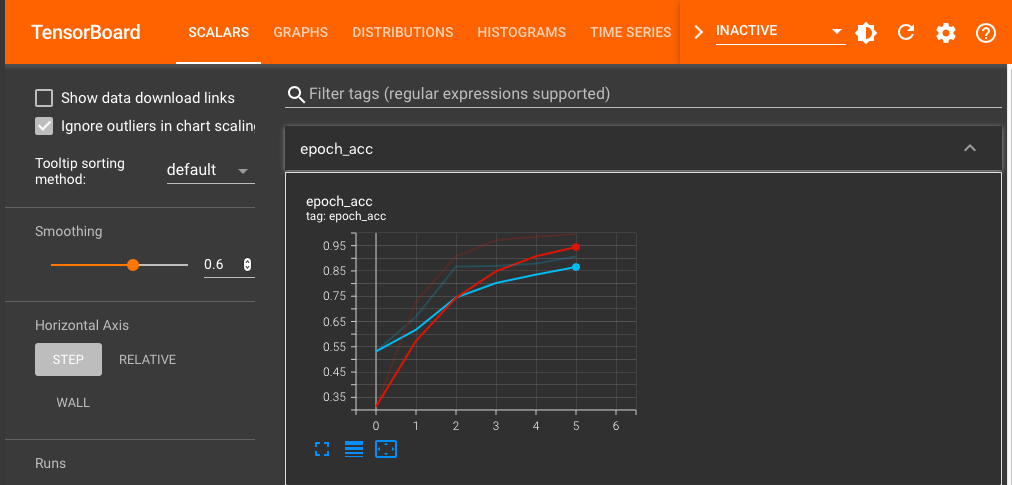 TensorBoard
SCALARS GRAPHS DISTRIBUTIONS HISTOGRAMS TIME SERIES INACTIVE
Show data download links
Ignore outliers in chart scaling
Tooltip sorting
method:
default
Smoothing
0.6
Horizontal Axis
STEP RELATIVE
WALL
Runs
Filter tags (regular expressions supported)
epoch_acc
epoch_acc
tag: epoch_acc
0.95
0.85
0.75
0.65
0.55
0.45
0.35
0 1 2 3 4 5 6